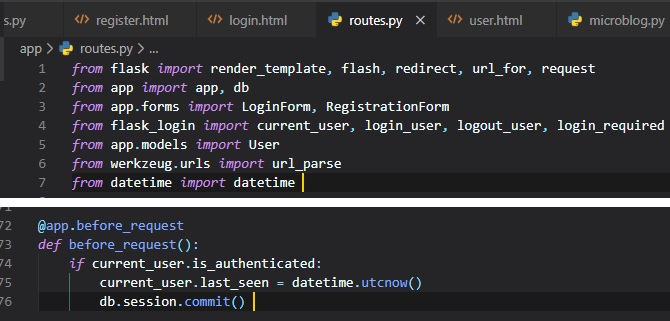 s.py register.html login.html routes.py × user.html microblog.py
app > routes.py > ...
1 from flask import render_template, flash, redirect, url_for, request
2 from app import app, db
3 from app.forms import LoginForm, RegistrationForm
4 from flask_login import current_user, login_user, logout_user, login_required
5 from app.models import User
6 from werkzeug.urls import url_parse
7 from datetime import datetime
72 @app.before_request
73 def before_request():
74 if current_user.is_authenticated:
75 current_user.last_seen = datetime.utcnow()
76 db.session.commit()